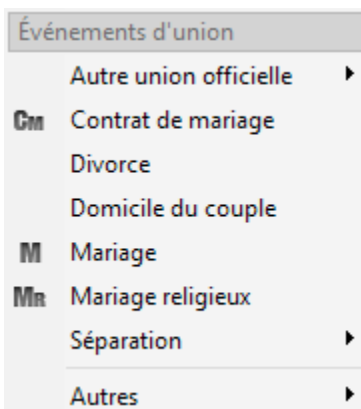 Événements d'union
Autre union officielle
CM Contrat de mariage
Divorce
Domicile du couple
M Mariage
MR Mariage religieux
Séparation
Autres